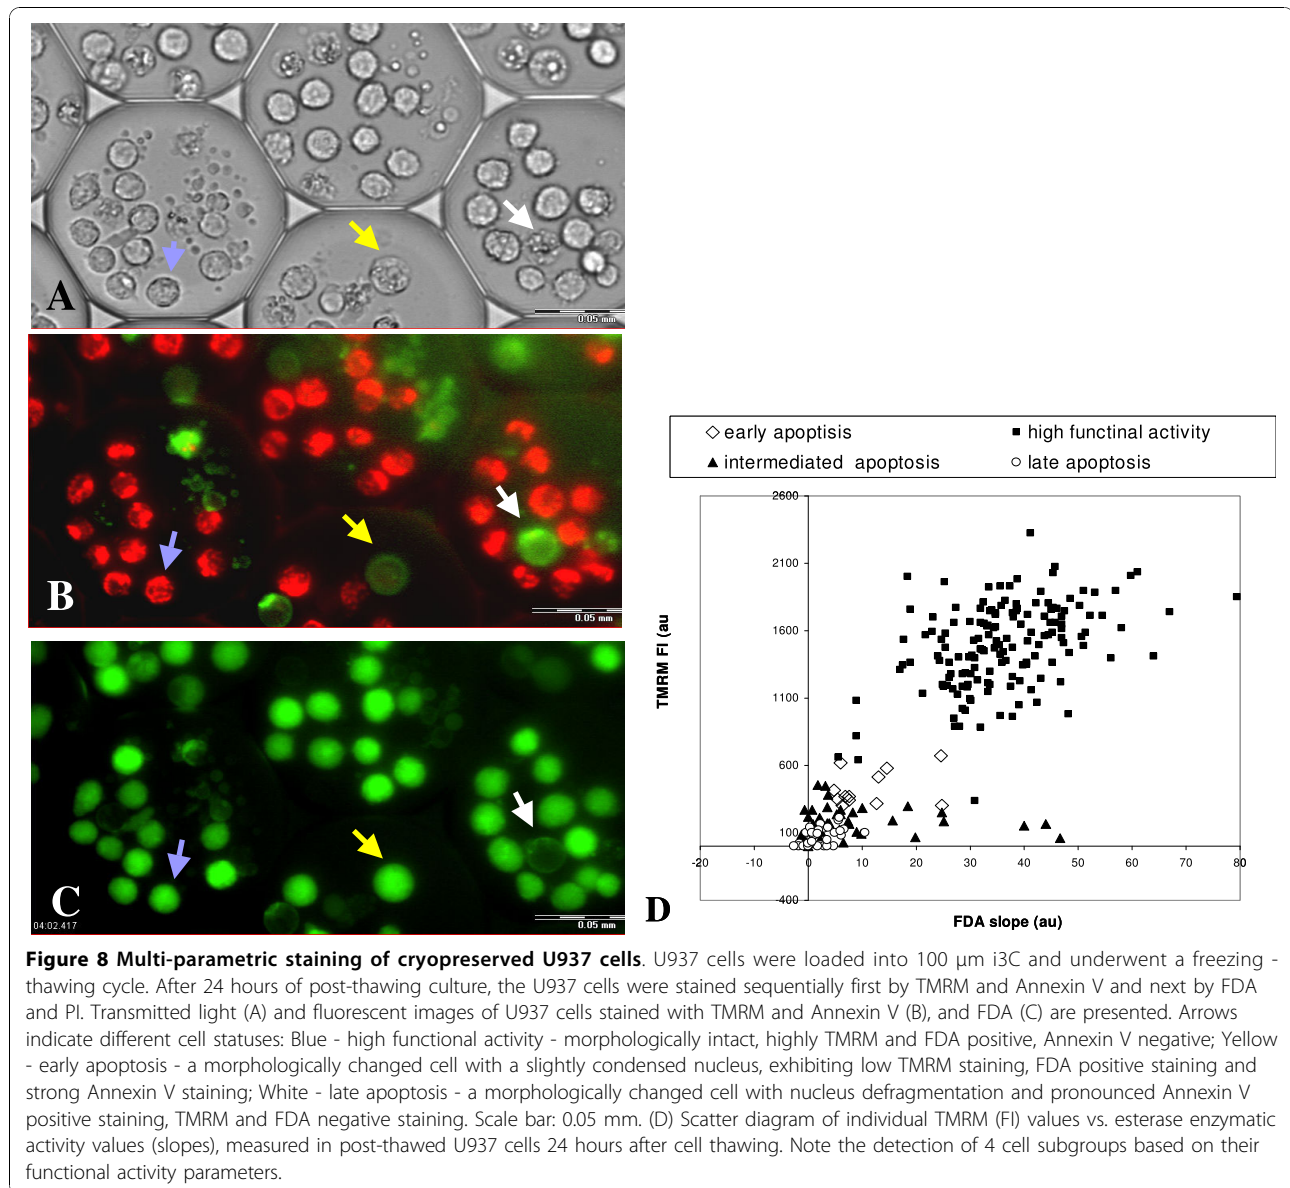 A
0.05 mm
B
0.05 mm
C
04:02.417
0.05 mm
early apoptisis
high functinal activity
intermediated apoptosis
late apoptosis
2600
2100
1600
1100
600
100
-400
TMRM FI (au
-20
-10
0
10
20
30
40
50
60
70
80
D
FDA slope (au)
Figure 8 Multi-parametric staining of cryopreserved U937 cells. U937 cells were loaded into 100 μm i3C and underwent a freezing -
thawing cycle. After 24 hours of post-thawing culture, the U937 cells were stained sequentially first by TMRM and Annexin V and next by FDA
and PI. Transmitted light (A) and fluorescent images of U937 cells stained with TMRM and Annexin V (B), and FDA (C) are presented. Arrows
indicate different cell statuses: Blue - high functional activity - morphologically intact, highly TMRM and FDA positive, Annexin V negative; Yellow
- early apoptosis - a morphologically changed cell with a slightly condensed nucleus, exhibiting low TMRM staining, FDA positive staining and
strong Annexin V staining; White - late apoptosis - a morphologically changed cell with nucleus defragmentation and pronounced Annexin V
positive staining, TMRM and FDA negative staining. Scale bar: 0.05 mm. (D) Scatter diagram of individual TMRM (FI) values vs. esterase enzymatic
activity values (slopes), measured in post-thawed U937 cells 24 hours after cell thawing. Note the detection of 4 cell subgroups based on their
functional activity parameters.